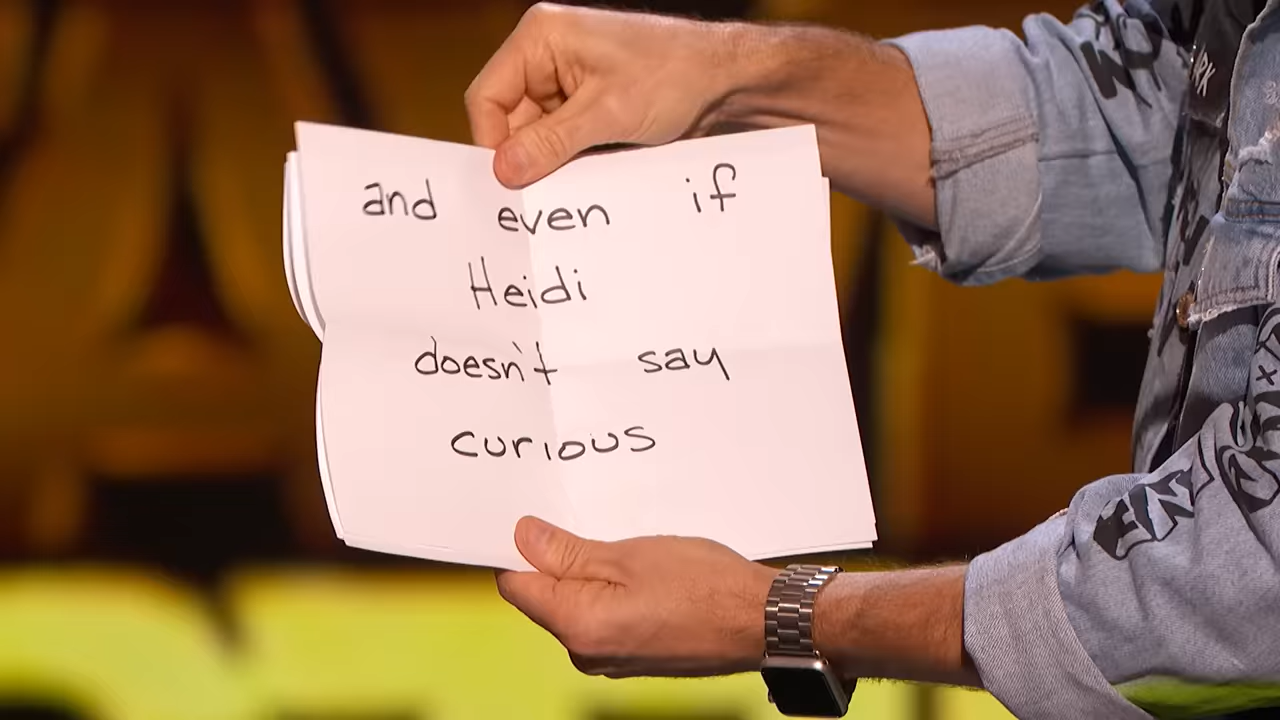 and even if
Heidi
doesn't say
curious